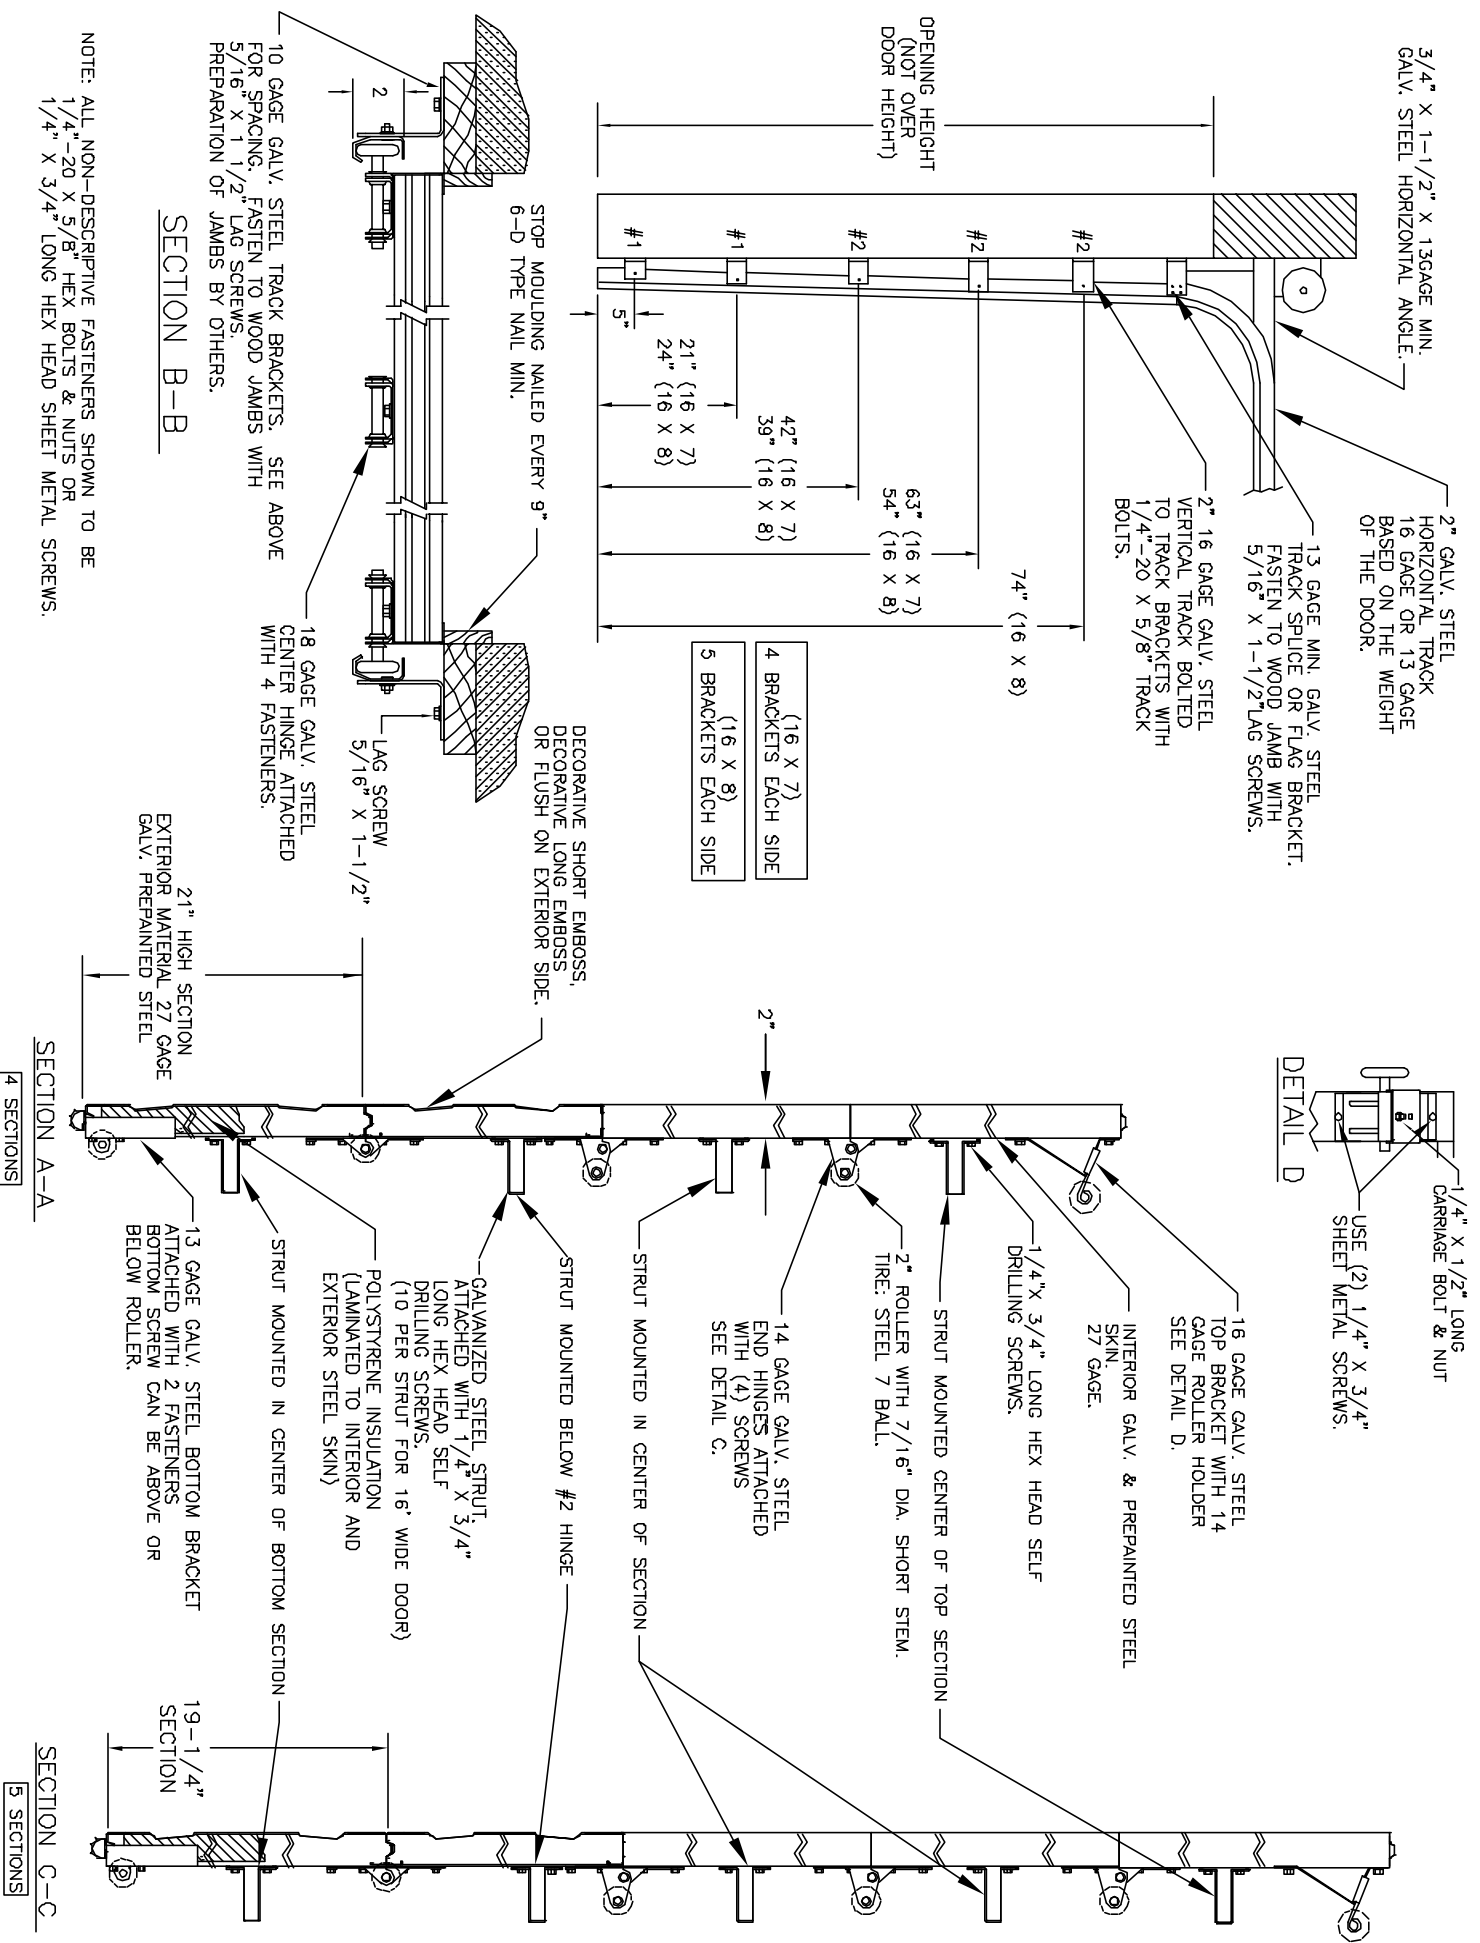 3/4" X 1-1/2" X 13GAGE MIN.
GALV. STEEL HORIZONTAL ANGLE.
2" GALV. STEEL
HORIZONTAL TRACK
16 GAGE OR 13 GAGE
BASED ON THE WEIGHT
OF THE DOOR.
13 GAGE MIN. GALV. STEEL
TRACK SPLICE OR FLAG BRACKET.
FASTEN TO WOOD JAMB WITH
5/16" X 1-1/2"LAG SCREWS.
2" 16 GAGE GALV. STEEL
VERTICAL TRACK BOLTED
TO TRACK BRACKETS WITH
1/4"-20 X 5/8" TRACK
BOLTS.
OPENING HEIGHT
(NOT OVER
DOOR HEIGHT)
#2
#2
#2
#1
#1
5"
21" (16 X 7)
24" (16 X 8)
42" (16 X 7)
39" (16 X 8)
63" (16 X 7)
54" (16 X 8)
74" (16 X 8)
(16 X 7)
4 BRACKETS EACH SIDE
(16 X 8)
5 BRACKETS EACH SIDE
STOP MOULDING NAILED EVERY 9"
6-D TYPE NAIL MIN.
2
10 GAGE GALV. STEEL TRACK BRACKETS. SEE ABOVE
FOR SPACING. FASTEN TO WOOD JAMBS WITH
5/16" X 1 1/2" LAG SCREWS.
PREPARATION OF JAMBS BY OTHERS.
18 GAGE GALV. STEEL
CENTER HINGE ATTACHED
WITH 4 FASTENERS.
LAG SCREW
5/16" X 1-1/2"
SECTION B-B
NOTE: ALL NON-DESCRIPTIVE FASTENERS SHOWN TO BE
1/4"-20 X 5/8" HEX BOLTS & NUTS OR
1/4" X 3/4" LONG HEX HEAD SHEET METAL SCREWS.
1/4" X 1/2" LONG
CARRIAGE BOLT & NUT
USE (2) 1/4" X 3/4"
SHEET METAL SCREWS.
DETAIL D
16 GAGE GALV. STEEL
TOP BRACKET WITH 14
GAGE ROLLER HOLDER
SEE DETAIL D.
INTERIOR GALV. & PREPAINTED STEEL
SKIN.
27 GAGE.
1/4"X 3/4" LONG HEX HEAD SELF
DRILLING SCREWS.
STRUT MOUNTED CENTER OF TOP SECTION
2" ROLLER WITH 7/16" DIA. SHORT STEM.
TIRE: STEEL 7 BALL.
14 GAGE GALV. STEEL
END HINGES ATTACHED
WITH (4) SCREWS
SEE DETAIL C.
2"
STRUT MOUNTED IN CENTER OF SECTION
STRUT MOUNTED BELOW #2 HINGE
DECORATIVE SHORT EMBOSS,
DECORATIVE LONG EMBOSS
OR FLUSH ON EXTERIOR SIDE.
GALVANIZED STEEL STRUT,
ATTACHED WITH 1/4" X 3/4"
LONG HEX HEAD SELF
DRILLING SCREWS.
(10 PER STRUT FOR 16' WIDE DOOR)
POLYSTYRENE INSULATION
(LAMINATED TO INTERIOR AND
EXTERIOR STEEL SKIN)
STRUT MOUNTED IN CENTER OF BOTTOM SECTION
13 GAGE GALV. STEEL BOTTOM BRACKET
ATTACHED WITH 2 FASTENERS
BOTTOM SCREW CAN BE ABOVE OR
BELOW ROLLER.
21" HIGH SECTION
EXTERIOR MATERIAL 27 GAGE
GALV. PREPAINTED STEEL
SECTION A-A
4 SECTIONS
19-1/4"
SECTION
SECTION C-C
5 SECTIONS